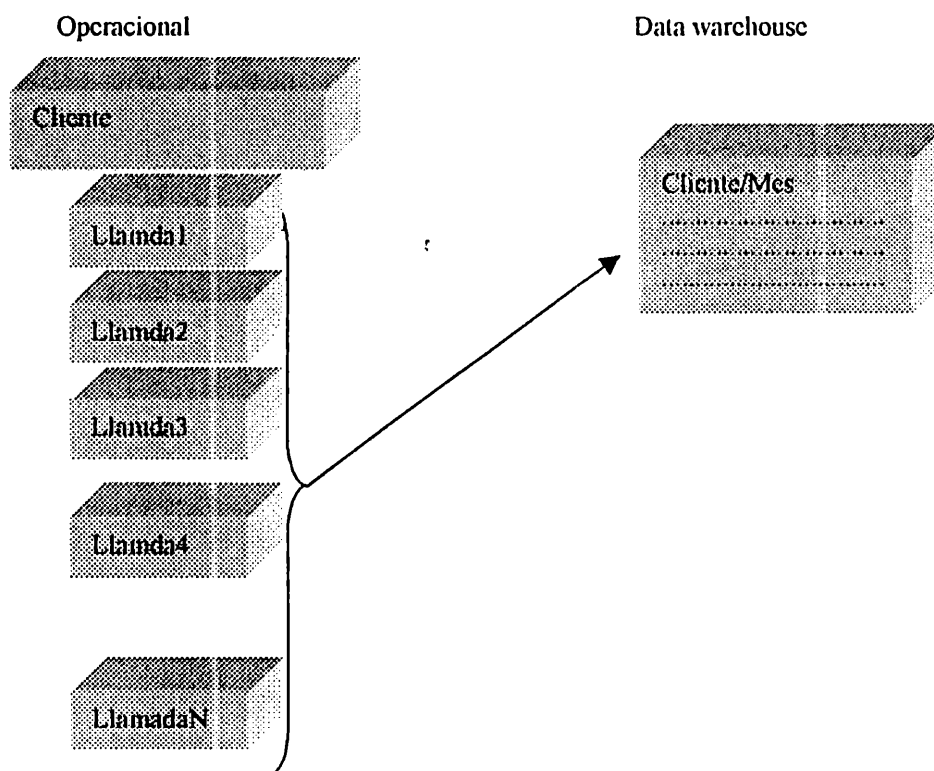 Operacional
Data warehouse
Cliente
Cliente/Mes
Llamda1
Llamda2
Llamda3
Llamda4
LlamadaN